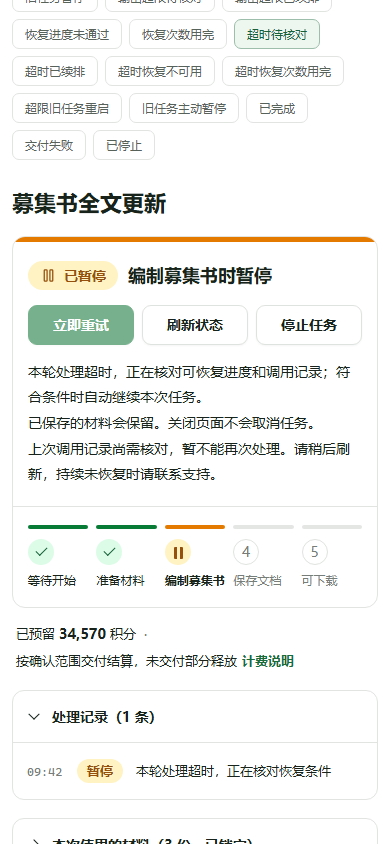 恢复进度未通过 恢复次数用完 超时待核对
超时已续排 超时恢复不可用 超时恢复次数用完
超限旧任务重启 旧任务主动暂停 已完成
交付失败 已停止
募集书全文更新
已暂停 编制募集书时暂停
立即重试 刷新状态 停止任务
本轮处理超时，正在核对可恢复进度和调用记录；符
合条件时自动继续本次任务。
已保存的材料会保留。关闭页面不会取消任务。
上次调用记录尚需核对，暂不能再次处理。请稍后刷
新，持续未恢复时请联系支持。
4 5
等待开始 准备材料 编制募集书 保存文档 可下载
已预留 34,570 积分 ·
按确认范围交付结算，未交付部分释放 计费说明
处理记录（1 条）
09:42 暂停 本轮处理超时，正在核对恢复条件